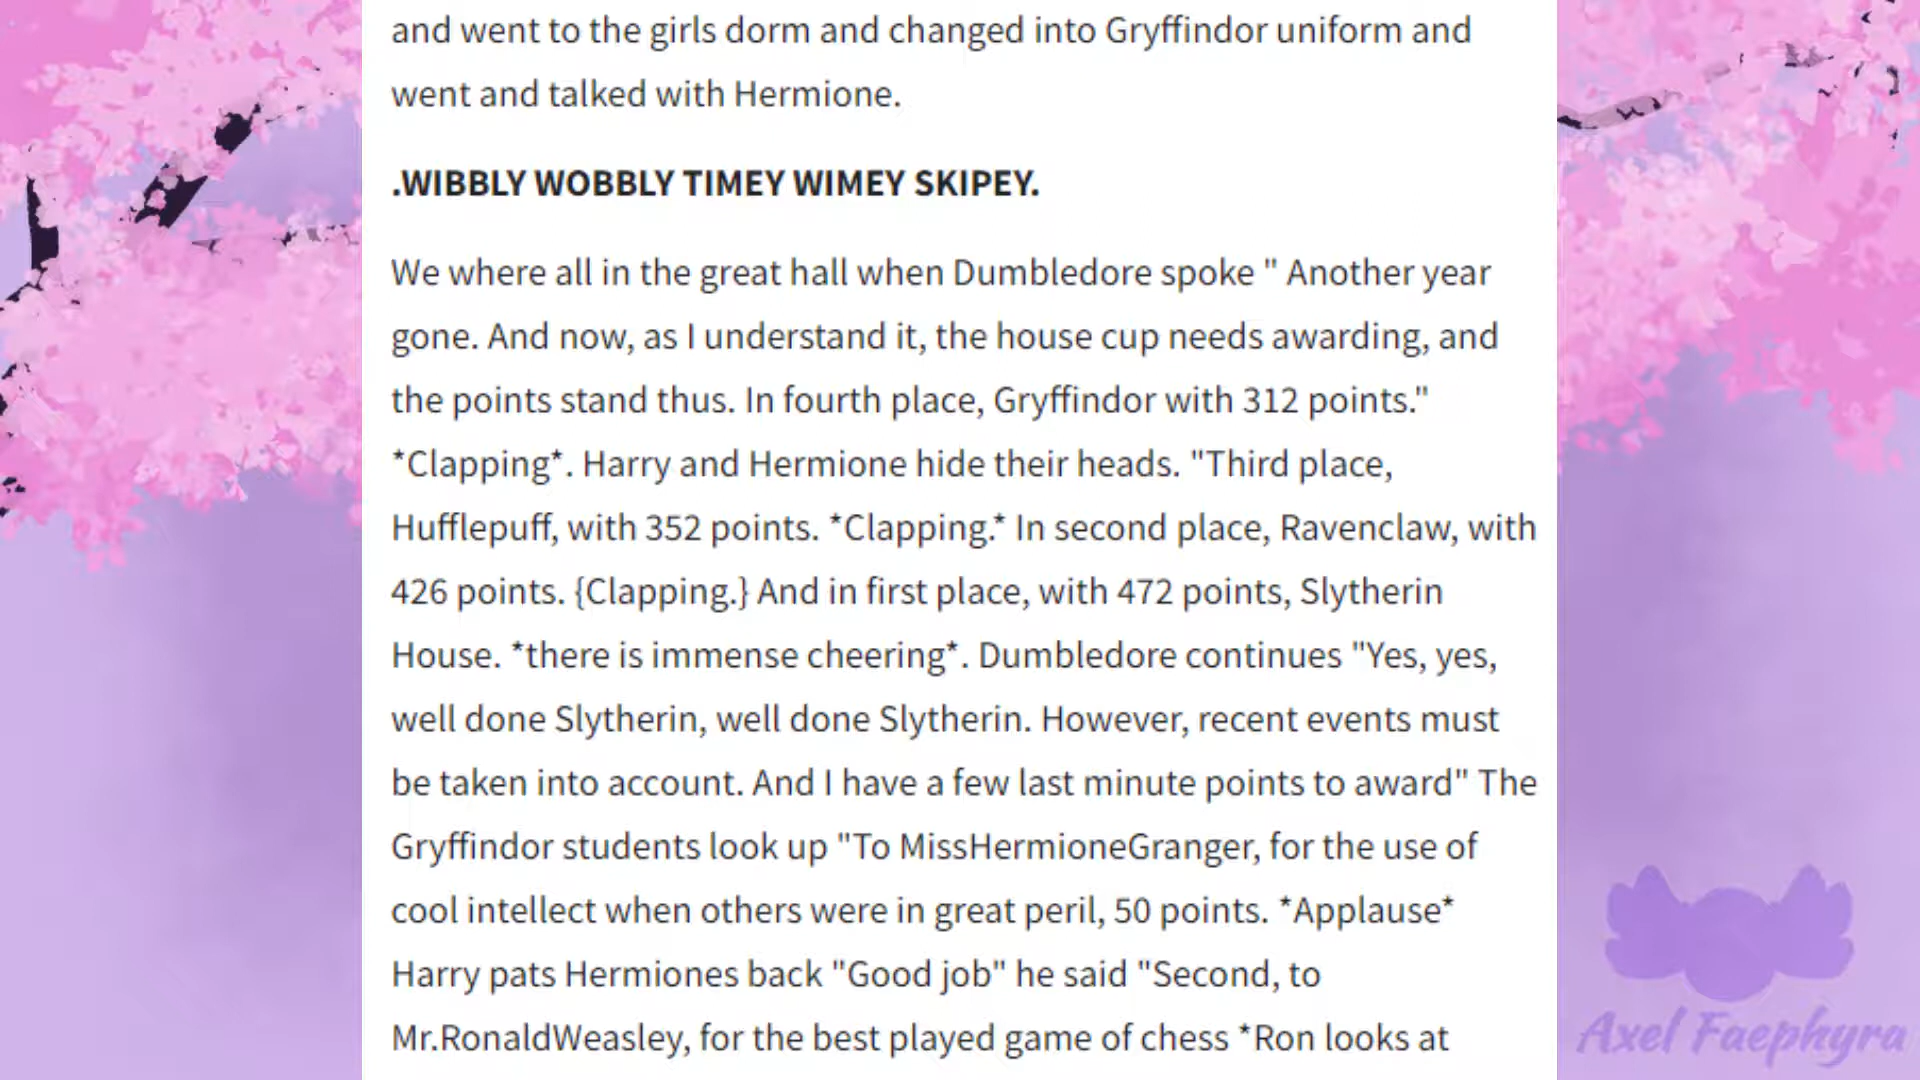 and went to the girls dorm and changed into Gryffindor uniform and
went and talked with Hermione.
.WIBBLY WOBBLY TIMEY WIMEY SKIPEY.
We where all in the great hall when Dumbledore spoke " Another year
gone. And now, as I understand it, the house cup needs awarding, and
the points stand thus. In fourth place, Gryffindor with 312 points."
*Clapping*. Harry and Hermione hide their heads. "Third place,
Hufflepuff, with 352 points. *Clapping.* In second place, Ravenclaw, with
426 points. {Clapping.} And in first place, with 472 points, Slytherin
House. *there is immense cheering*. Dumbledore continues "Yes, yes,
well done Slytherin, well done Slytherin. However, recent events must
be taken into account. And I have a few last minute points to award" The
Gryffindor students look up "To MissHermioneGranger, for the use of
cool intellect when others were in great peril, 50 points. *Applause*
Harry pats Hermiones back "Good job" he said "Second, to
Mr.RonaldWeasley, for the best played game of chess *Ron looks at
Axel Faephyra